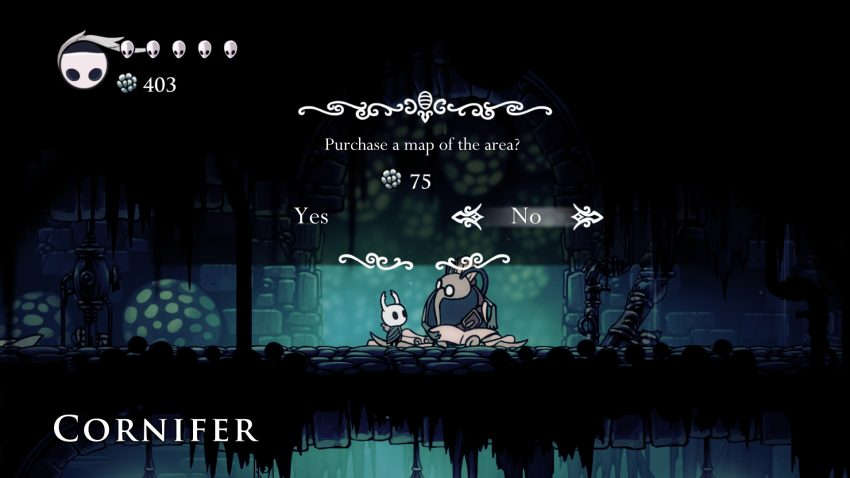 403
Purchase a map of the area?
75
Yes No
CORNIFER